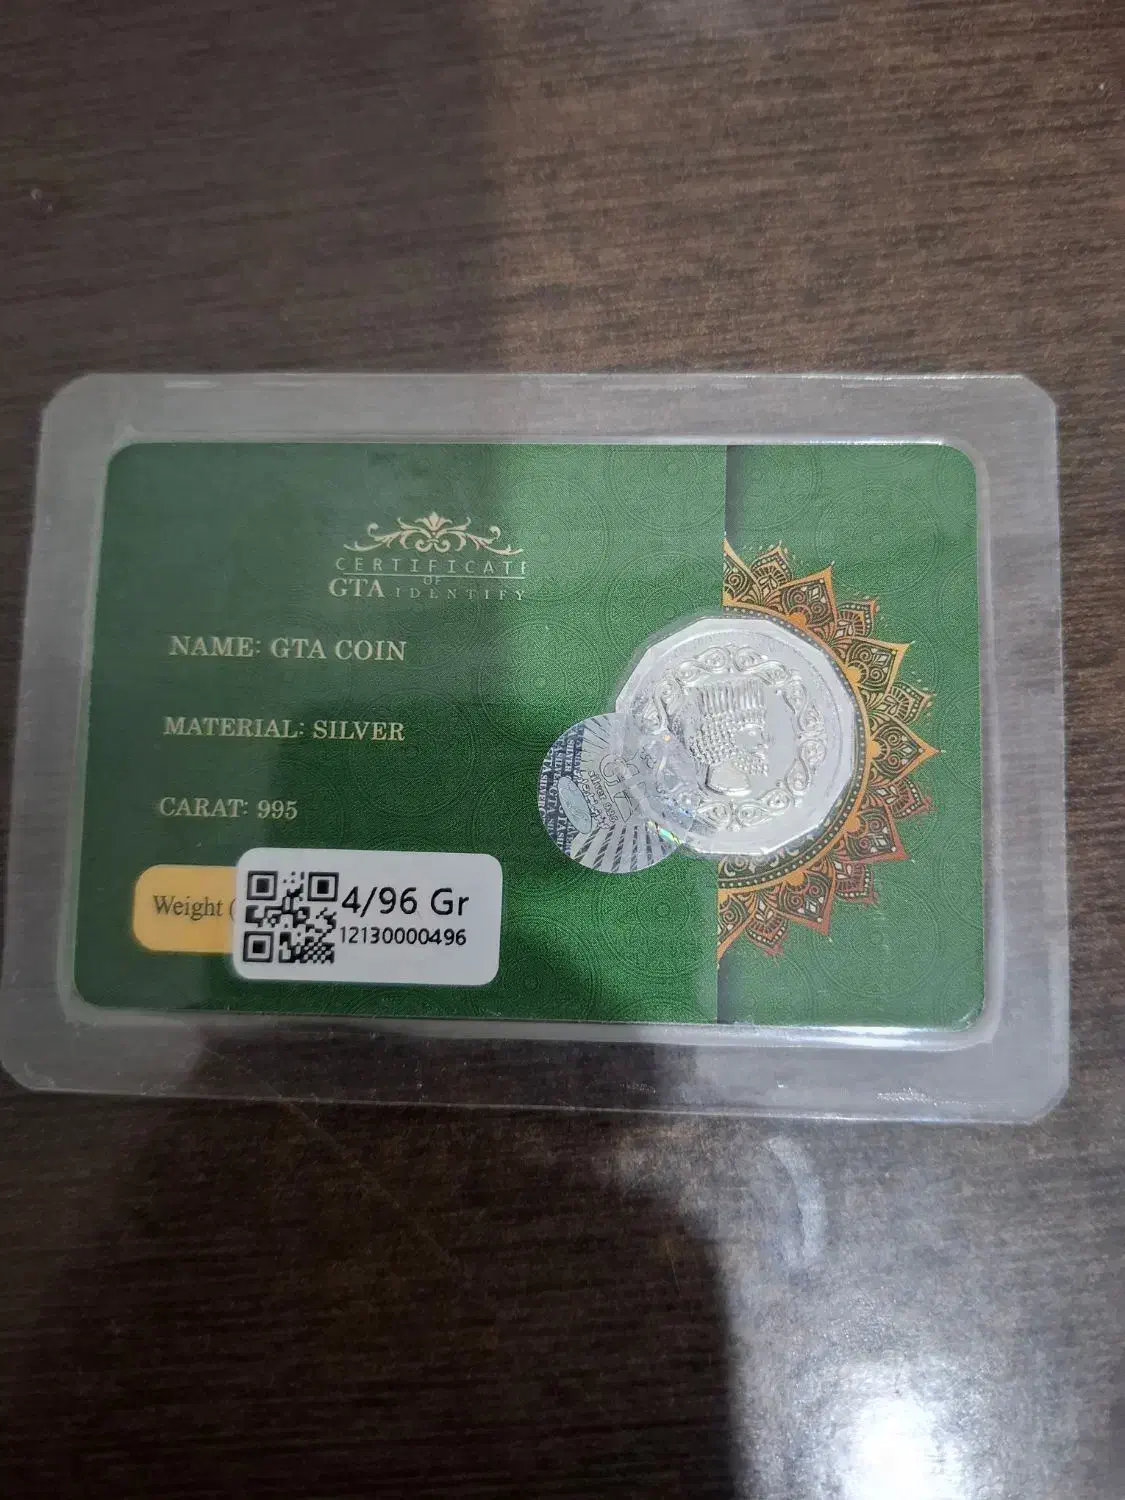 CERTIFICATE
OF
GTA IDENTIFY
NAME: GTA COIN
MATERIAL: SILVER
CARAT: 995
Weight (
4/96 Gr
12130000496